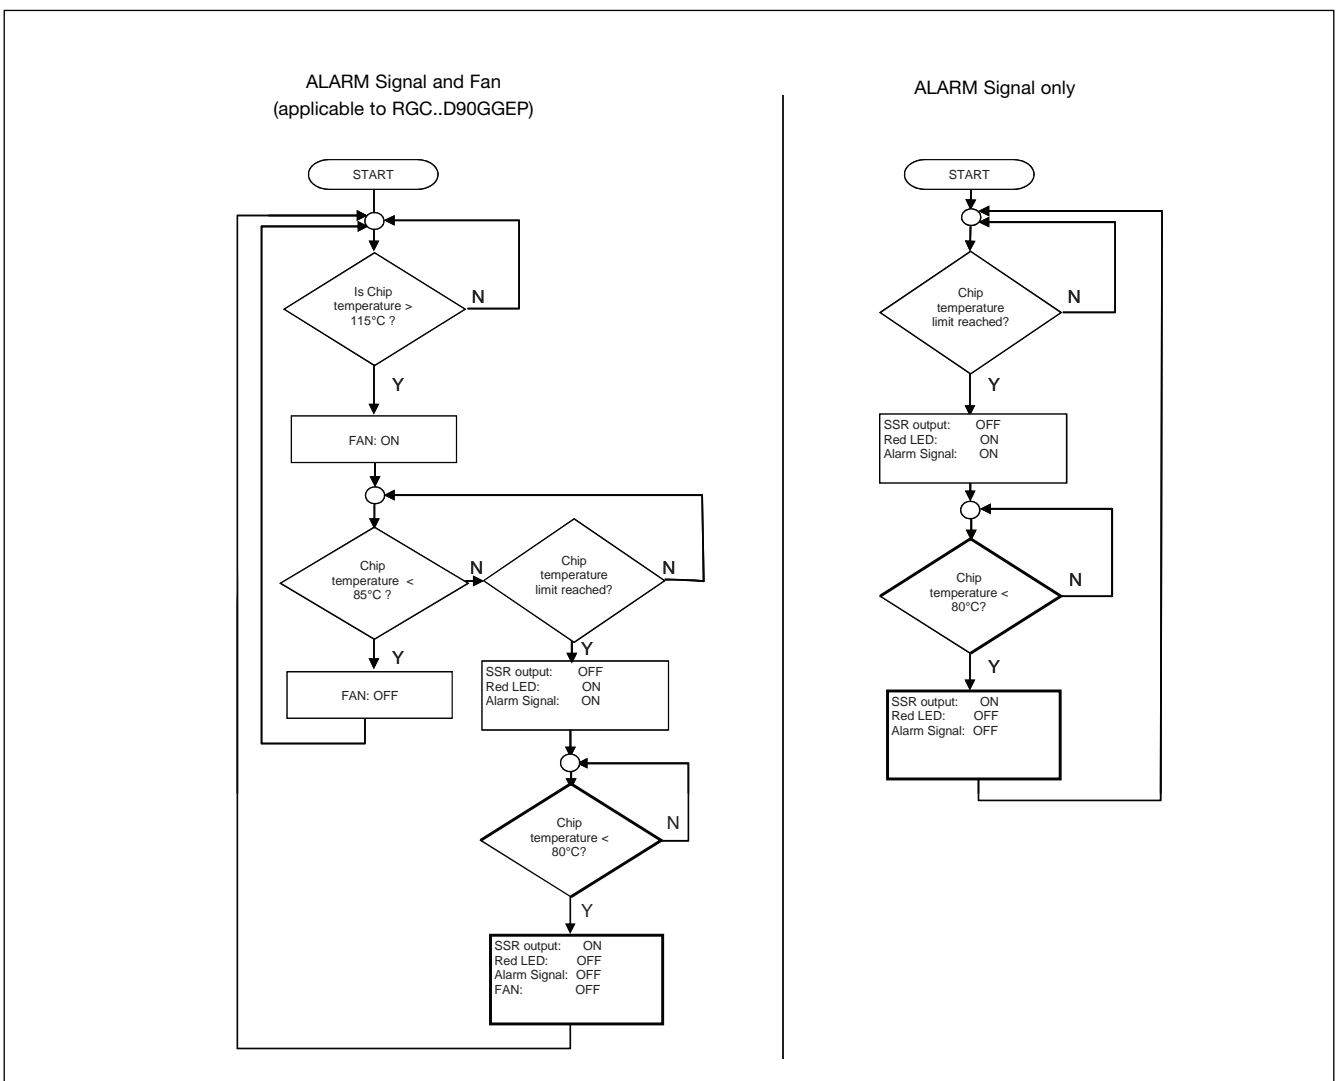 ALARM Signal and Fan
(applicable to RGC..D90GGEP)
START
Is Chip
temperature >
115°C ?
N
Y
FAN: ON
Chip
temperature <
85°C ?
N
Chip
temperature
limit reached?
N
Y
Y
FAN: OFF
SSR output: OFF
Red LED: ON
Alarm Signal: ON
Chip
temperature <
80°C?
N
Y
SSR output: ON
Red LED: OFF
Alarm Signal: OFF
FAN: OFF
ALARM Signal only
START
Chip
temperature
limit reached?
N
Y
SSR output: OFF
Red LED: ON
Alarm Signal: ON
Chip
temperature <
80°C?
N
Y
SSR output: ON
Red LED: OFF
Alarm Signal: OFF